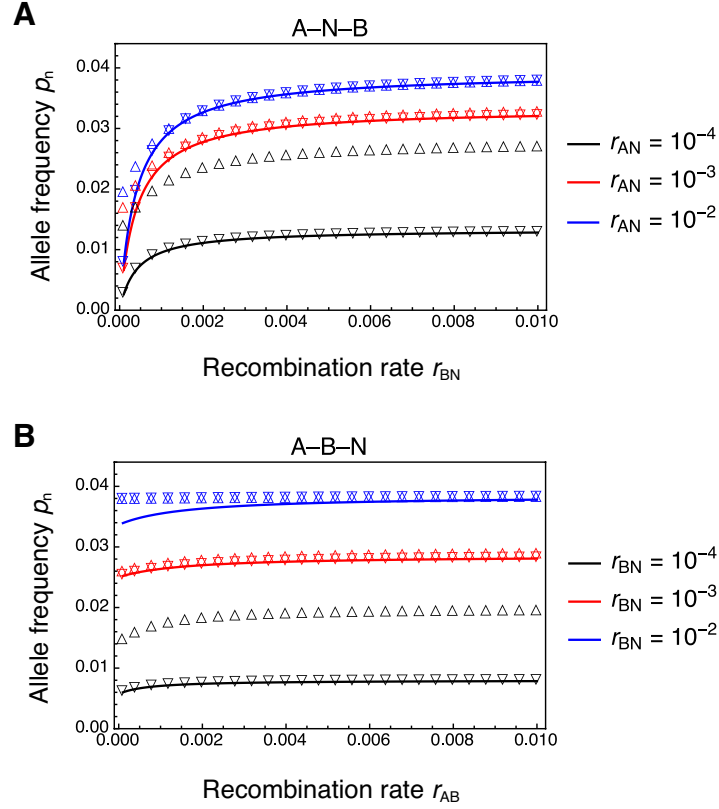 A
A–N–B
Allele frequency pₙ
0.04
0.03
0.02
0.01
0.00
0.000 0.002 0.004 0.006 0.008 0.010
Recombination rate r_BN
r_AN = 10⁻⁴
r_AN = 10⁻³
r_AN = 10⁻²
B
A–B–N
Allele frequency pₙ
0.04
0.03
0.02
0.01
0.00
0.000 0.002 0.004 0.006 0.008 0.010
Recombination rate r_AB
r_BN = 10⁻⁴
r_BN = 10⁻³
r_BN = 10⁻²